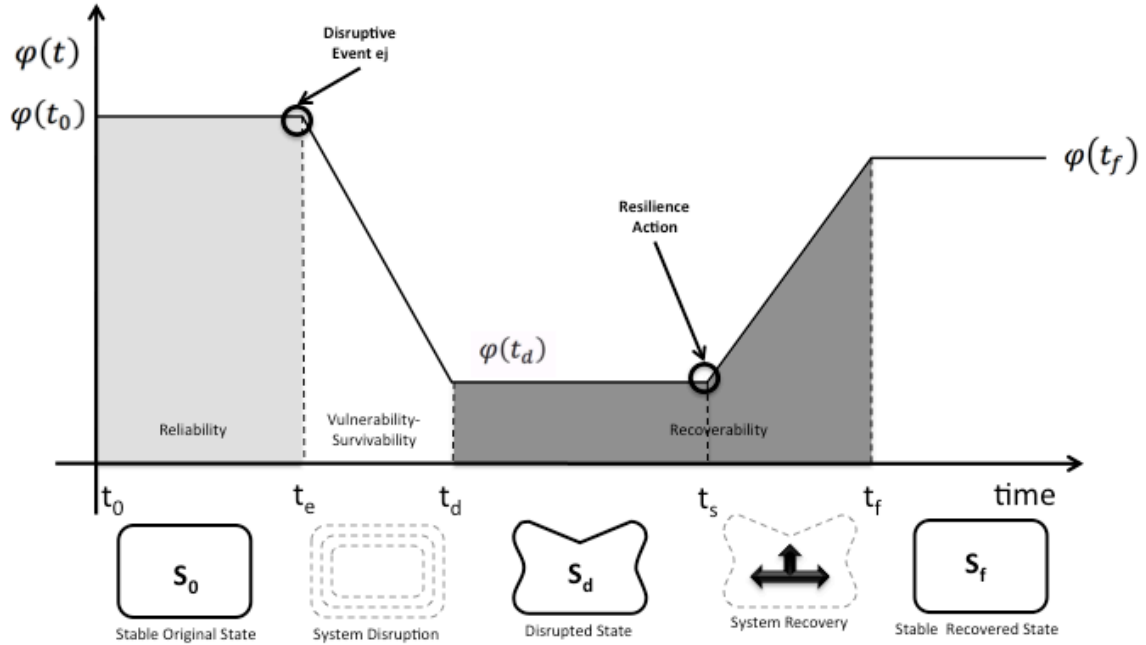 Disruptive
Event ej
φ(t)
φ(t₀)
φ(t_f)
Resilience
Action
φ(t_d)
Vulnerability-
Survivability
Reliability
Recoverability
t₀
t_e
t_d
t_s
t_f
time
S₀
S_d
S_f
Stable Original State
System Disruption
Disrupted State
System Recovery
Stable Recovered State